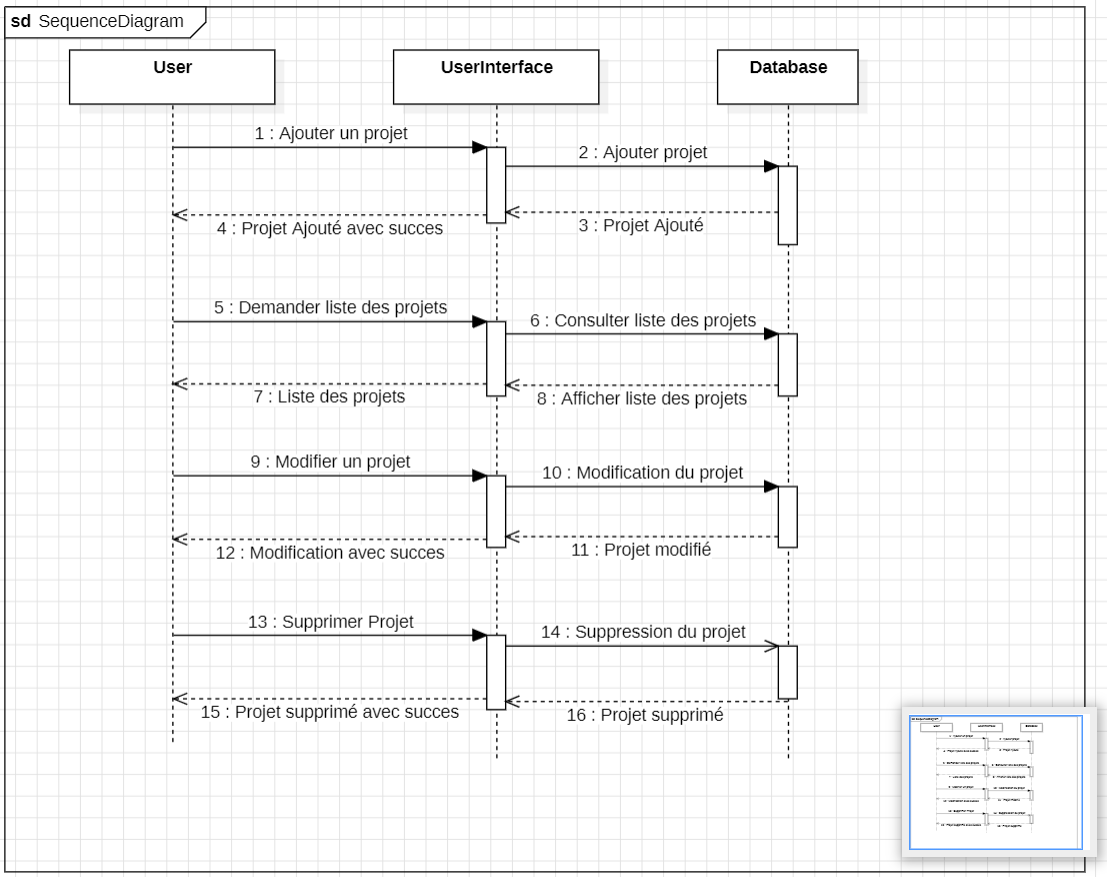 sd SequenceDiagram
User
UserInterface
Database
1 : Ajouter un projet
2 : Ajouter projet
3 : Projet Ajouté
4 : Projet Ajouté avec succes
5 : Demander liste des projets
6 : Consulter liste des projets
7 : Liste des projets
8 : Afficher liste des projets
9 : Modifier un projet
10 : Modification du projet
11 : Projet modifié
12 : Modification avec succes
13 : Supprimer Projet
14 : Suppression du projet
15 : Projet supprimé avec succes
16 : Projet supprimé